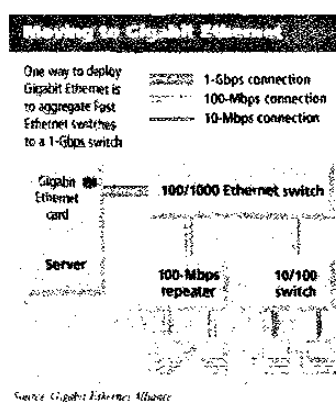 Moving to Gigabit Ethernet
One way to deploy
Gigabit Ethernet is
to aggregate Fast
Ethernet switches
to a 1-Gbps switch
1-Gbps connection
100-Mbps connection
10-Mbps connection
Gigabit
Ethernet
card
100/1000 Ethernet switch
Server
100-Mbps
repeater
10/100
switch
Source: Gigabit Ethernet Alliance